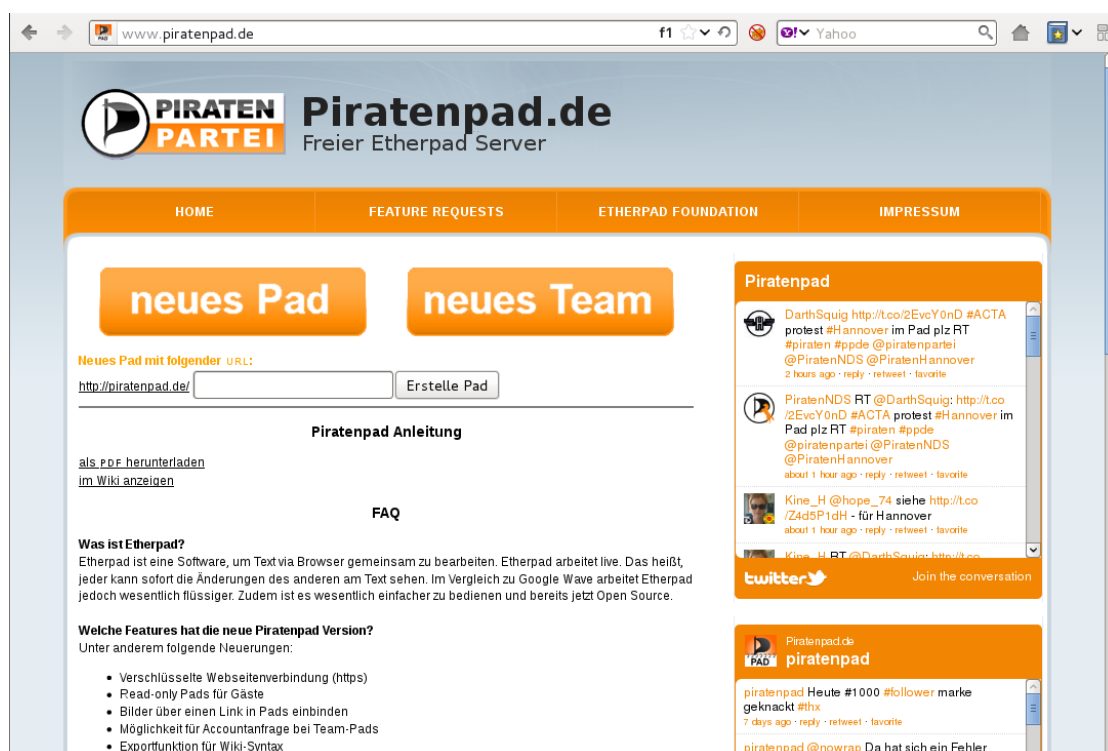 www.piratenpad.de
f1
Yahoo
PIRATEN
PARTEI
Piratenpad.de
Freier Etherpad Server
HOME
FEATURE REQUESTS
ETHERPAD FOUNDATION
IMPRESSUM
neues Pad
neues Team
Neues Pad mit folgender URL:
http://piratenpad.de/
Erstelle Pad
Piratenpad Anleitung
als PDF herunterladen
im Wiki anzeigen
FAQ
Was ist Etherpad?
Etherpad ist eine Software, um Text via Browser gemeinsam zu bearbeiten. Etherpad arbeitet live. Das heißt,
jeder kann sofort die Änderungen des anderen am Text sehen. Im Vergleich zu Google Wave arbeitet Etherpad
jedoch wesentlich flüssiger. Zudem ist es wesentlich einfacher zu bedienen und bereits jetzt Open Source.
Welche Features hat die neue Piratenpad Version?
Unter anderem folgende Neuerungen:
Verschlüsselte Webseitenverbindung (https)
Read-only Pads für Gäste
Bilder über einen Link in Pads einbinden
Möglichkeit für Accountanfrage bei Team-Pads
Exportfunktion für Wiki-Syntax
Piratenpad
DarthSquig http://t.co/2EvcY0nD #ACTA
protest #Hannover im Pad plz RT
#piraten #ppde @piratenpartei
@PiratenNDS @PiratenHannover
2 hours ago · reply · retweet · favorite
PiratenNDS RT @DarthSquig: http://t.co
/2EvcY0nD #ACTA protest #Hannover im
Pad plz RT #piraten #ppde
@piratenpartei @PiratenNDS
@PiratenHannover
about 1 hour ago · reply · retweet · favorite
Kine_H @hope_74 siehe http://t.co
/Z4d5P1dH - für Hannover
about 1 hour ago · reply · retweet · favorite
Kine_H RT @DarthSquig: http://t.co
twitter
Join the conversation
PAD
Piratenpad.de
piratenpad
piratenpad Heute #1000 #follower marke
geknackt #thx
7 days ago · reply · retweet · favorite
piratenpad @nowrap Da hat sich ein Fehler